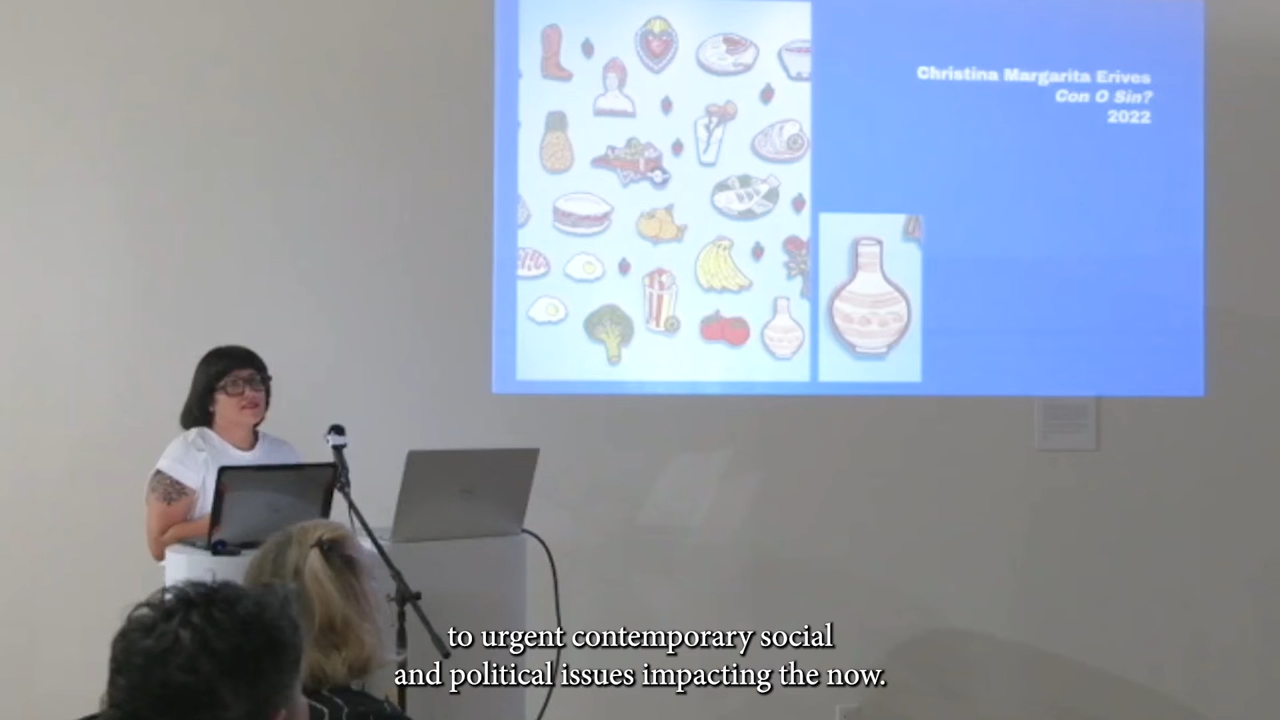 Christina Margarita Erives
Con O Sin?
2022
to urgent contemporary social
and political issues impacting the now.